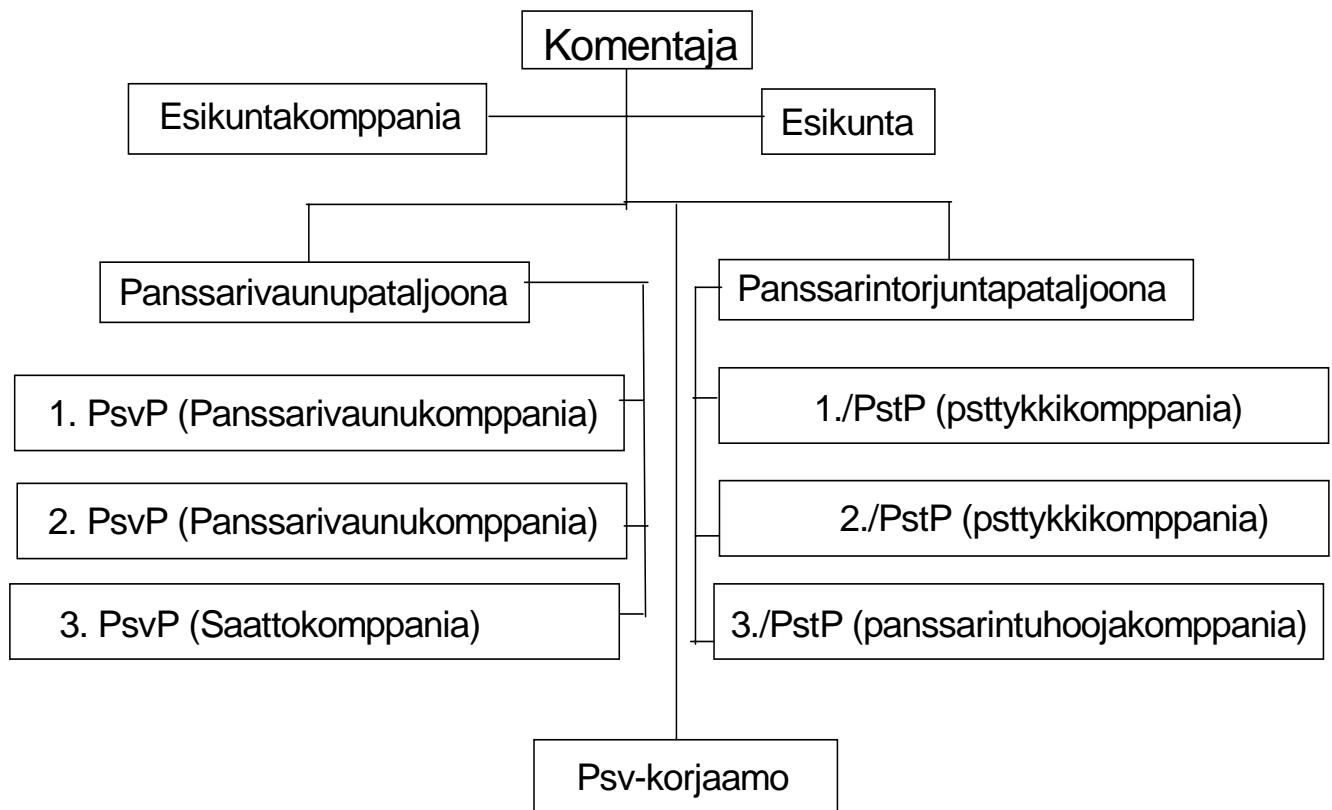 Komentaja
Esikuntakomppania
Esikunta
Panssarivaunupataljoona
Panssarintorjuntapataljoona
1. PsvP (Panssarivaunukomppania)
1./PstP (psttykkikomppania)
2. PsvP (Panssarivaunukomppania)
2./PstP (psttykkikomppania)
3. PsvP (Saattokomppania)
3./PstP (panssarintuhoojakomppania)
Psv-korjaamo